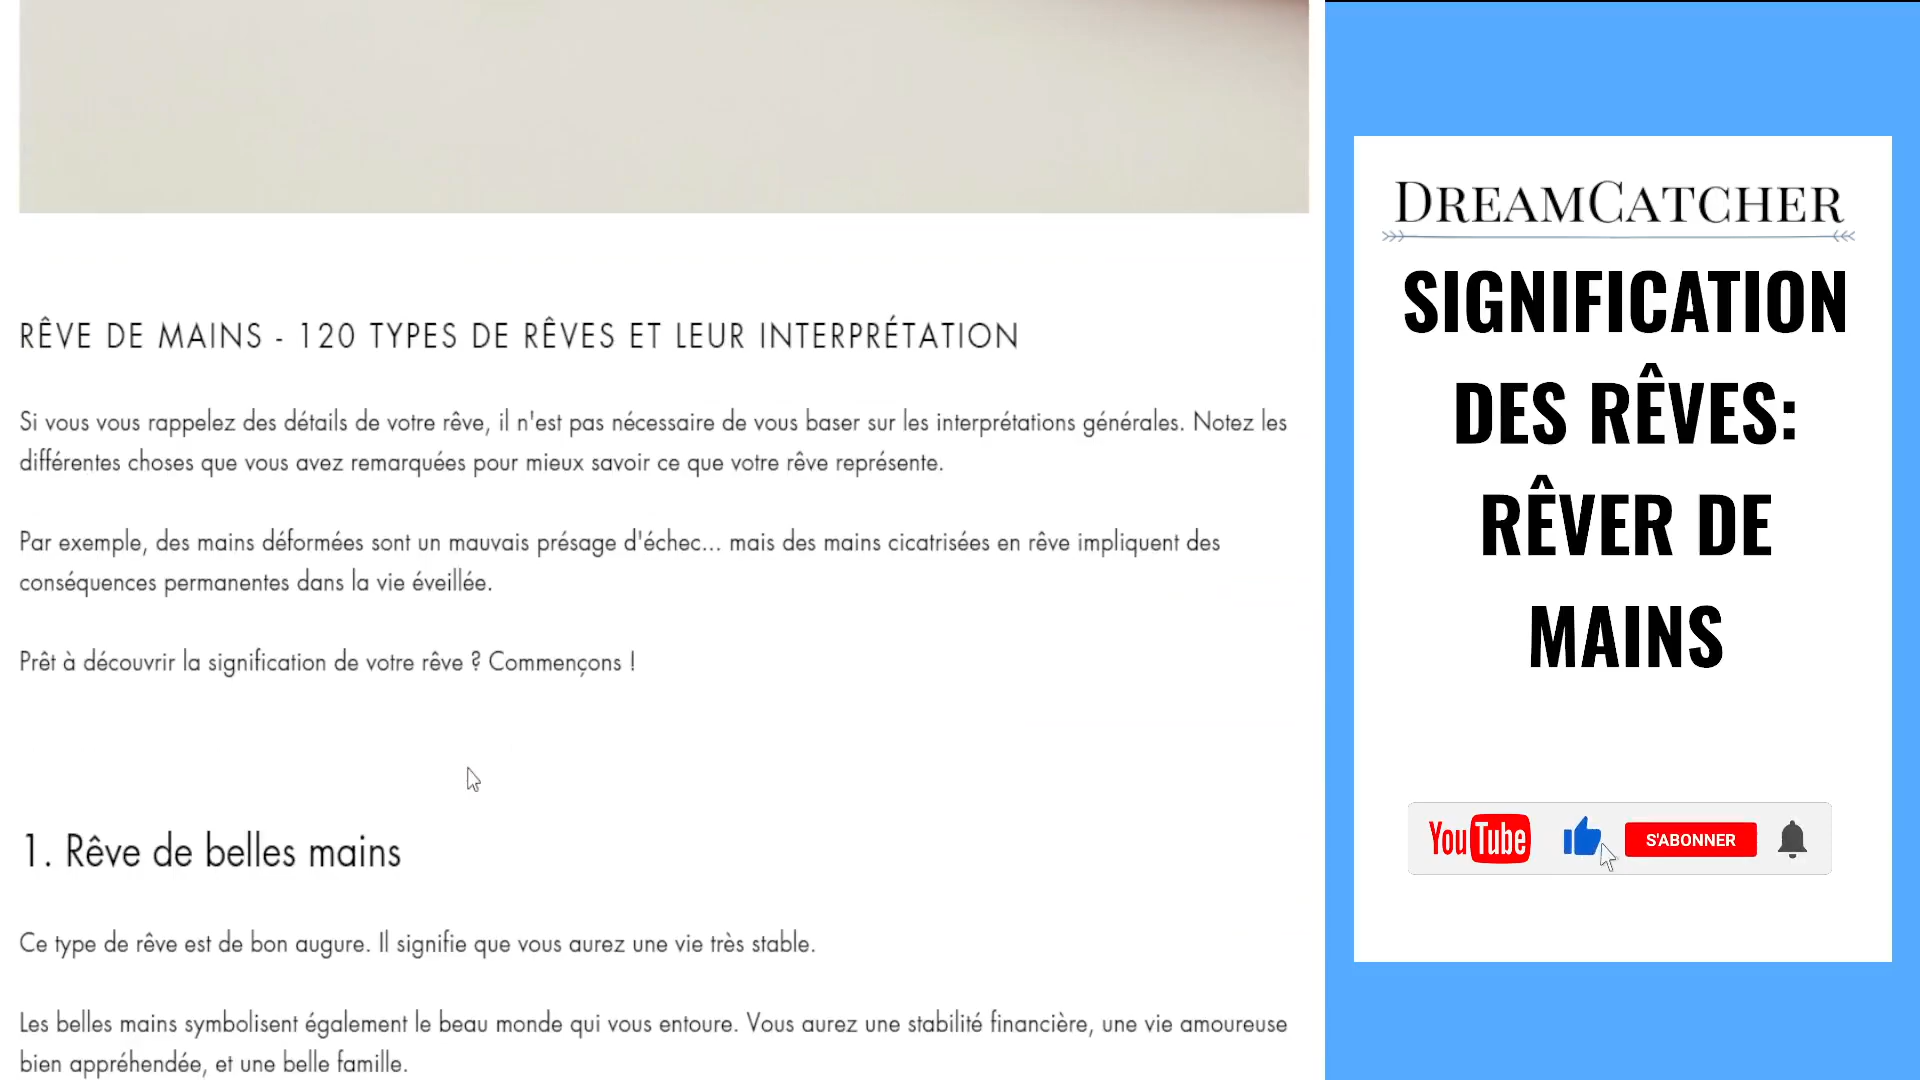 RÊVE DE MAINS - 120 TYPES DE RÊVES ET LEUR INTERPRÉTATION
Si vous vous rappelez des détails de votre rêve, il n'est pas nécessaire de vous baser sur les interprétations générales. Notez les
différentes choses que vous avez remarquées pour mieux savoir ce que votre rêve représente.
Par exemple, des mains déformées sont un mauvais présage d'échec... mais des mains cicatrisées en rêve impliquent des
conséquences permanentes dans la vie éveillée.
Prêt à découvrir la signification de votre rêve ? Commençons !
1. Rêve de belles mains
Ce type de rêve est de bon augure. Il signifie que vous aurez une vie très stable.
Les belles mains symbolisent également le beau monde qui vous entoure. Vous aurez une stabilité financière, une vie amoureuse
bien appréhendée, et une belle famille.
DREAMCATCHER
SIGNIFICATION
DES RÊVES:
RÊVER DE
MAINS
YouTube
S'ABONNER